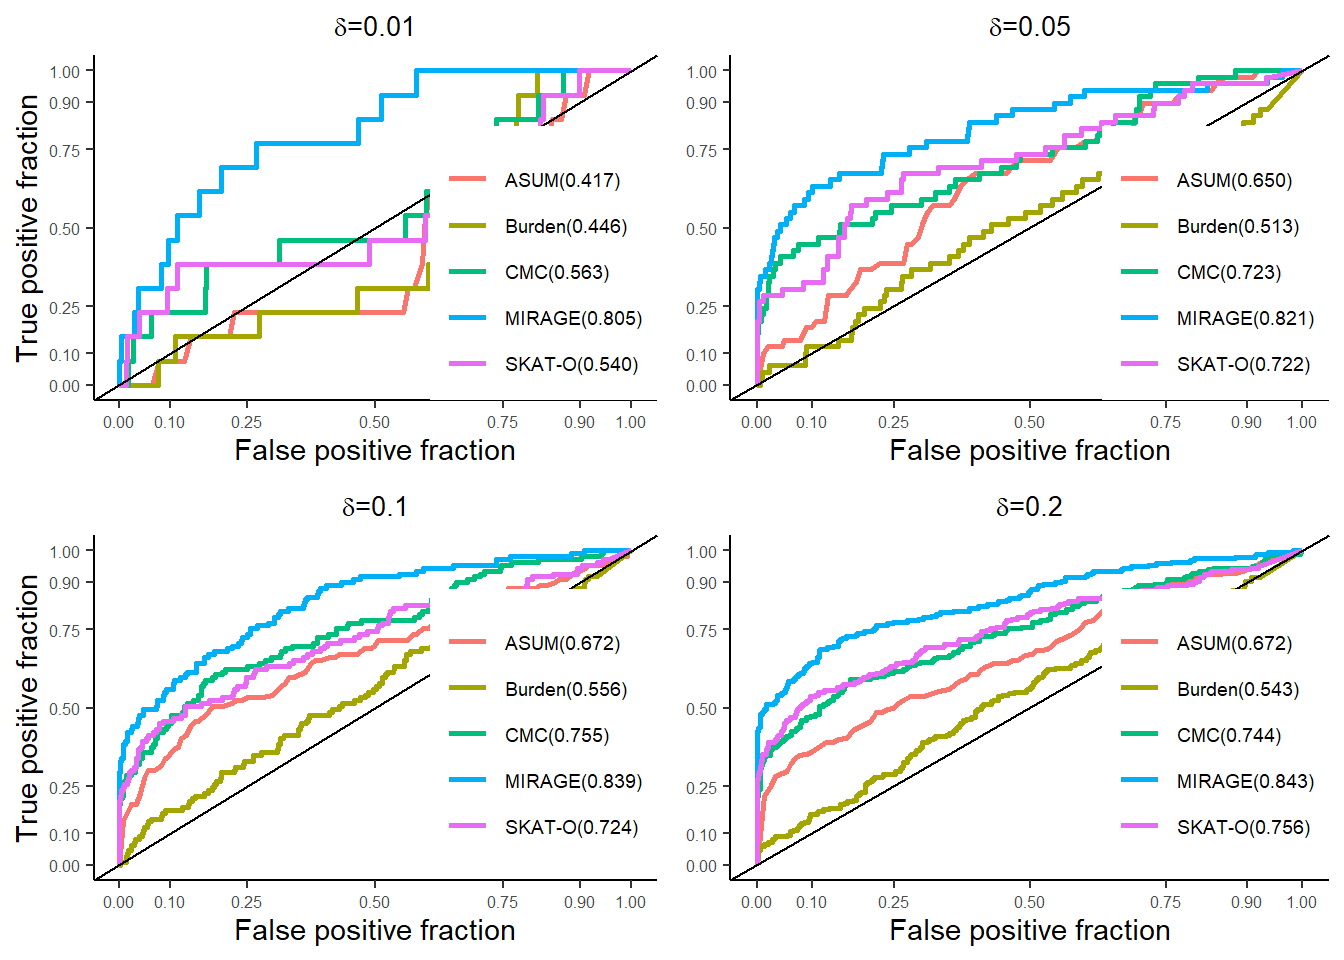 δ=0.01
1.00
0.90
0.75
0.50
0.25
0.10
0.00
True positive fraction
ASUM(0.417)
Burden(0.446)
CMC(0.563)
MIRAGE(0.805)
SKAT-O(0.540)
0.00 0.10 0.25 0.50 0.75 0.90 1.00
False positive fraction
δ=0.05
1.00
0.90
0.75
0.50
0.25
0.10
0.00
ASUM(0.650)
Burden(0.513)
CMC(0.723)
MIRAGE(0.821)
SKAT-O(0.722)
0.00 0.10 0.25 0.50 0.75 0.90 1.00
False positive fraction
δ=0.1
1.00
0.90
0.75
0.50
0.25
0.10
0.00
True positive fraction
ASUM(0.672)
Burden(0.556)
CMC(0.755)
MIRAGE(0.839)
SKAT-O(0.724)
0.00 0.10 0.25 0.50 0.75 0.90 1.00
False positive fraction
δ=0.2
1.00
0.90
0.75
0.50
0.25
0.10
0.00
ASUM(0.672)
Burden(0.543)
CMC(0.744)
MIRAGE(0.843)
SKAT-O(0.756)
0.00 0.10 0.25 0.50 0.75 0.90 1.00
False positive fraction